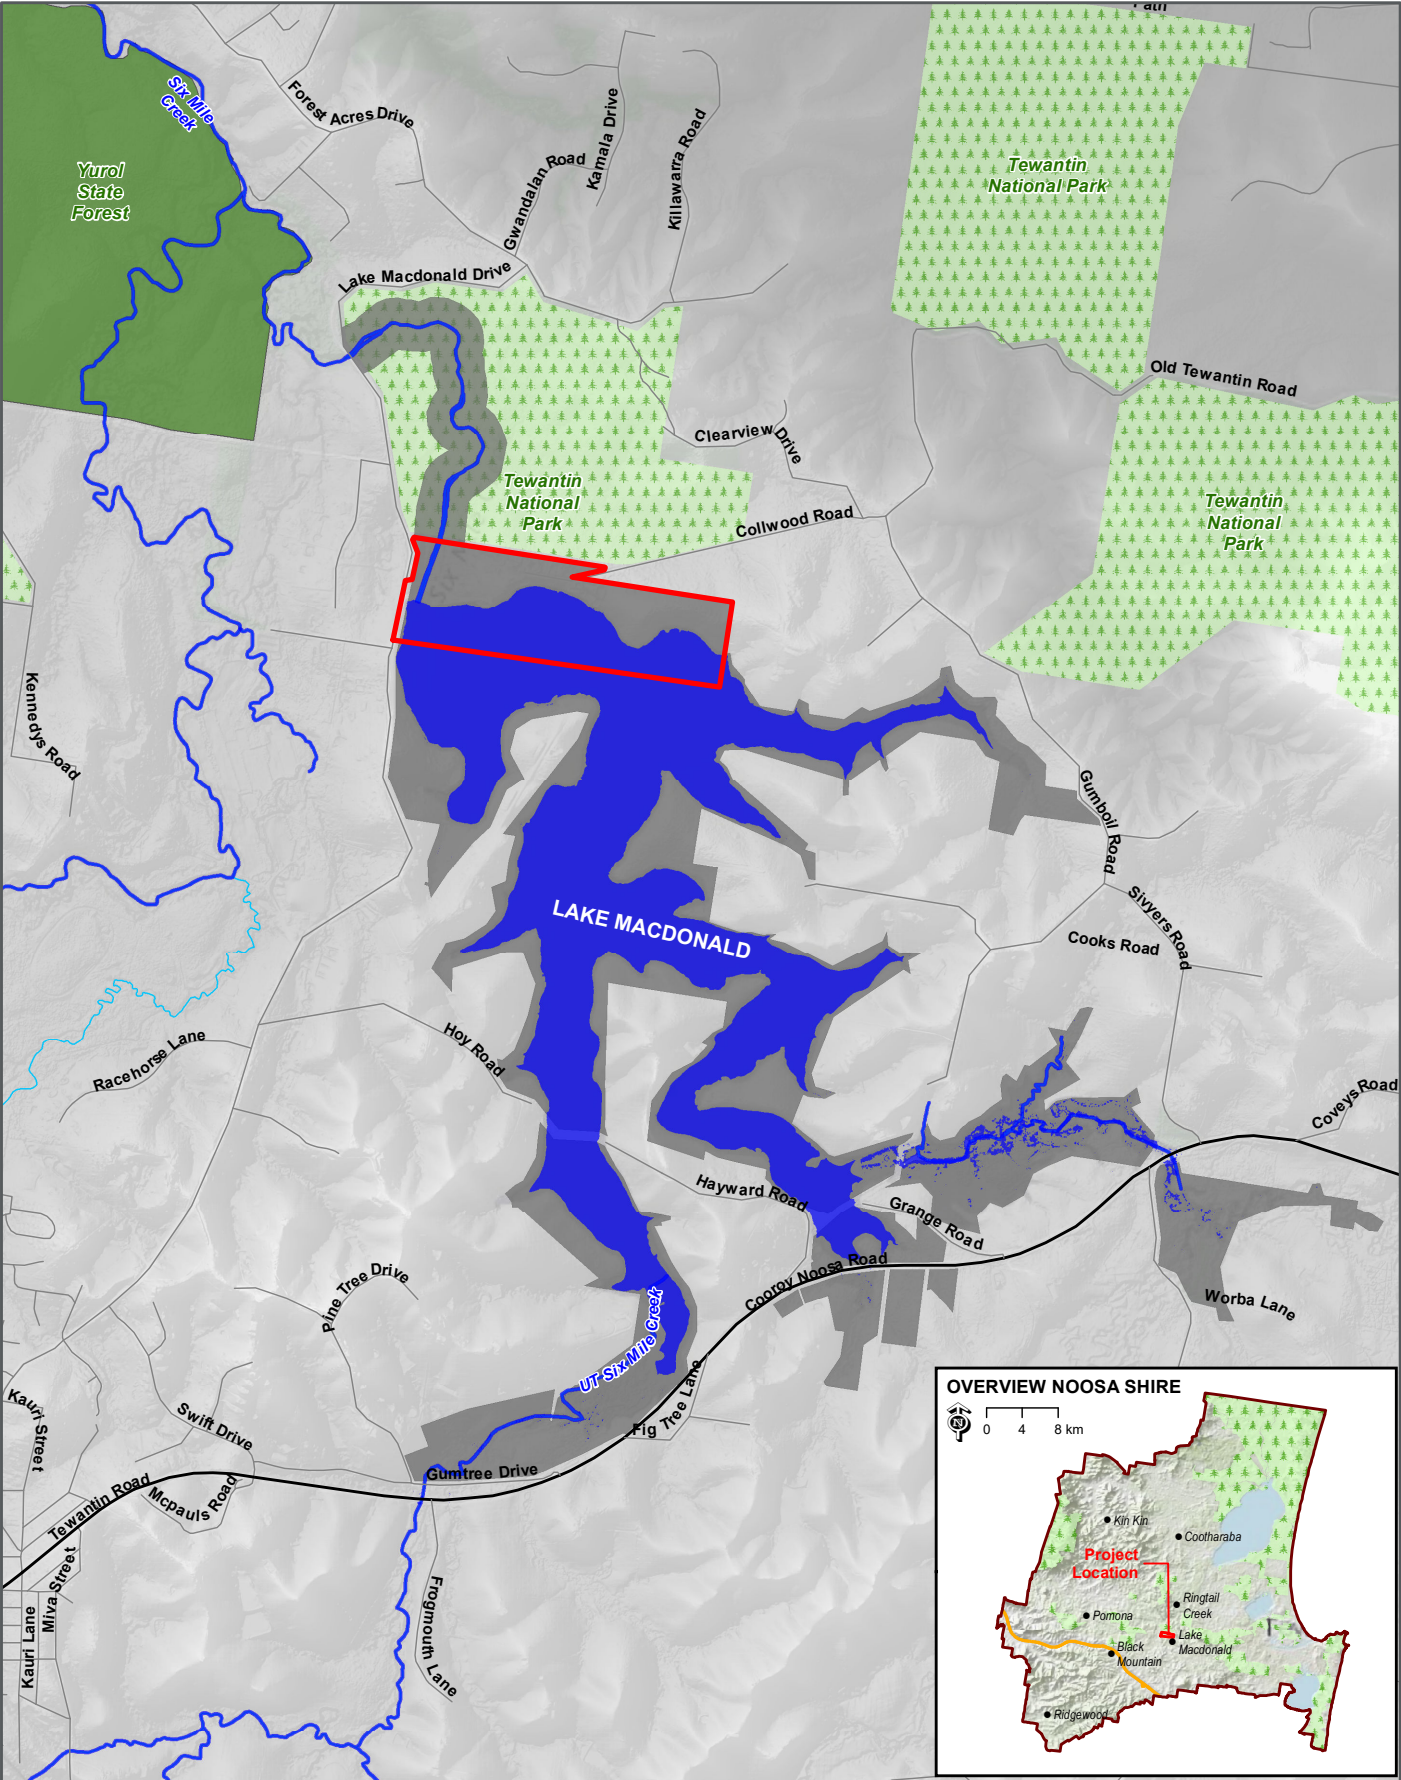 Path
Six Mile
Creek
Forest Acres Drive
Kamala Drive
Killawarra Road
Gwandalan Road
Yurol
State
Forest
Tewantin
National Park
Lake Macdonald Drive
Old Tewantin Road
Clearview Drive
Tewantin
National
Park
Collwood Road
Tewantin
National
Park
Kennedys Road
Gumboil Road
LAKE MACDONALD
Sivyers Road
Cooks Road
Racehorse Lane
Hoy Road
Coveys Road
Hayward Road
Grange Road
Cooroy Noosa Road
Pine Tree Drive
UT Six Mile Creek
Worba Lane
Fig Tree Lane
Kauri Street
Swift Drive
Gumtree Drive
Tewantin Road
Mcpauls Road
Miva Street
Kauri Lane
Frogmouth Lane
OVERVIEW NOOSA SHIRE
N
0 4 8 km
Kin Kin
Cootharaba
Project
Location
Ringtail
Creek
Pomona
Lake
Macdonald
Black
Mountain
Ridgewood